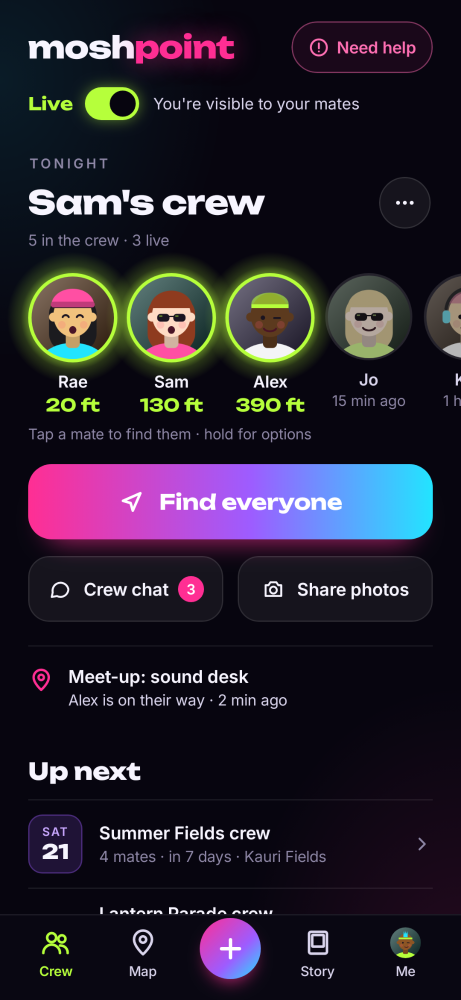 moshpoint
Need help
Live
You're visible to your mates
TONIGHT
Sam's crew
5 in the crew · 3 live
Rae
20 ft
Sam
130 ft
Alex
390 ft
Jo
15 min ago
K
1 h
Tap a mate to find them · hold for options
Find everyone
Crew chat 3
Share photos
Meet-up: sound desk
Alex is on their way · 2 min ago
Up next
SAT
21
Summer Fields crew
4 mates · in 7 days · Kauri Fields
Lantern Parade crew
Crew
Map
Story
Me